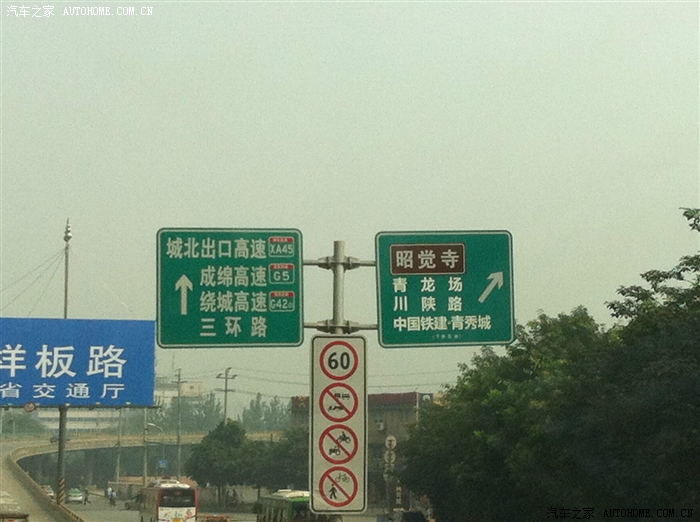 汽车之家 AUTOHOME.COM.CN
城北出口高速 XA45
成绵高速 G5
绕城高速 G4201
三环路
昭觉寺
青龙场
川陕路
中国铁建·青秀城
样板路
省交通厅
60
汽车之家 AUTOHOME.COM.CN